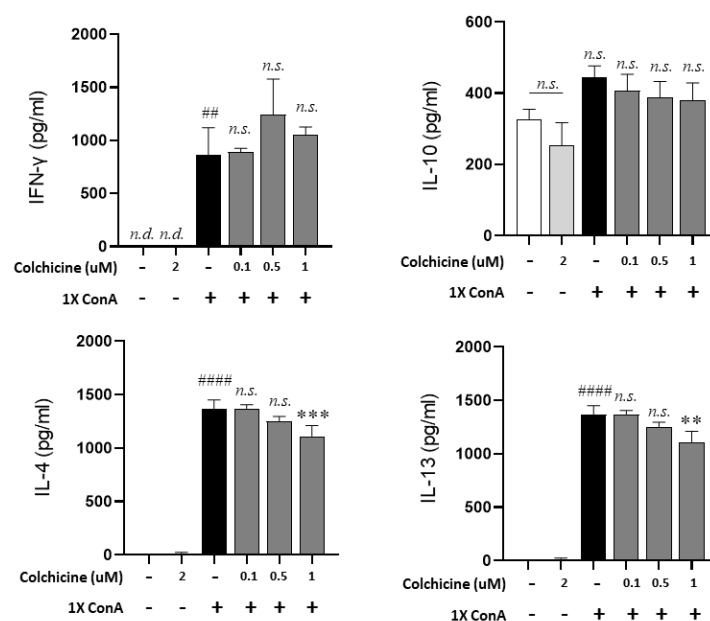 IFN-γ (pg/ml)
2000
1500
1000
500
0
n.d. n.d. ## n.s. n.s. n.s.
Colchicine (uM) - 2 - 0.1 0.5 1
1X ConA - - + + + +
IL-10 (pg/ml)
600
400
200
0
n.s. n.s. n.s. n.s. n.s.
Colchicine (uM) - 2 - 0.1 0.5 1
1X ConA - - + + + +
IL-4 (pg/ml)
2000
1500
1000
500
0
#### n.s. n.s. ***
Colchicine (uM) - 2 - 0.1 0.5 1
1X ConA - - + + + +
IL-13 (pg/ml)
2000
1500
1000
500
0
#### n.s. n.s. **
Colchicine (uM) - 2 - 0.1 0.5 1
1X ConA - - + + + +